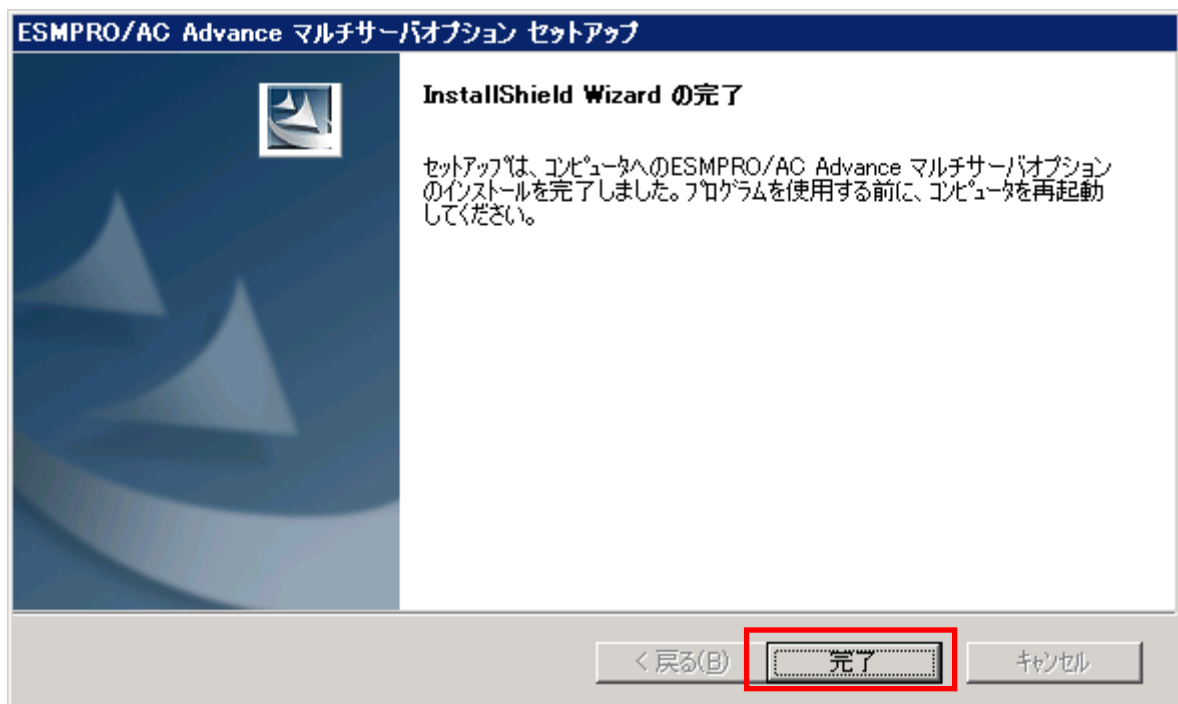 ESMPRO/AC Advance マルチサーバオプション セットアップ
InstallShield Wizard の完了
セットアップは、コンピュータへのESMPRO/AC Advance マルチサーバオプション
のインストールを完了しました。プログラムを使用する前に、コンピュータを再起動
してください。
< 戻る(B)
完了
キャンセル